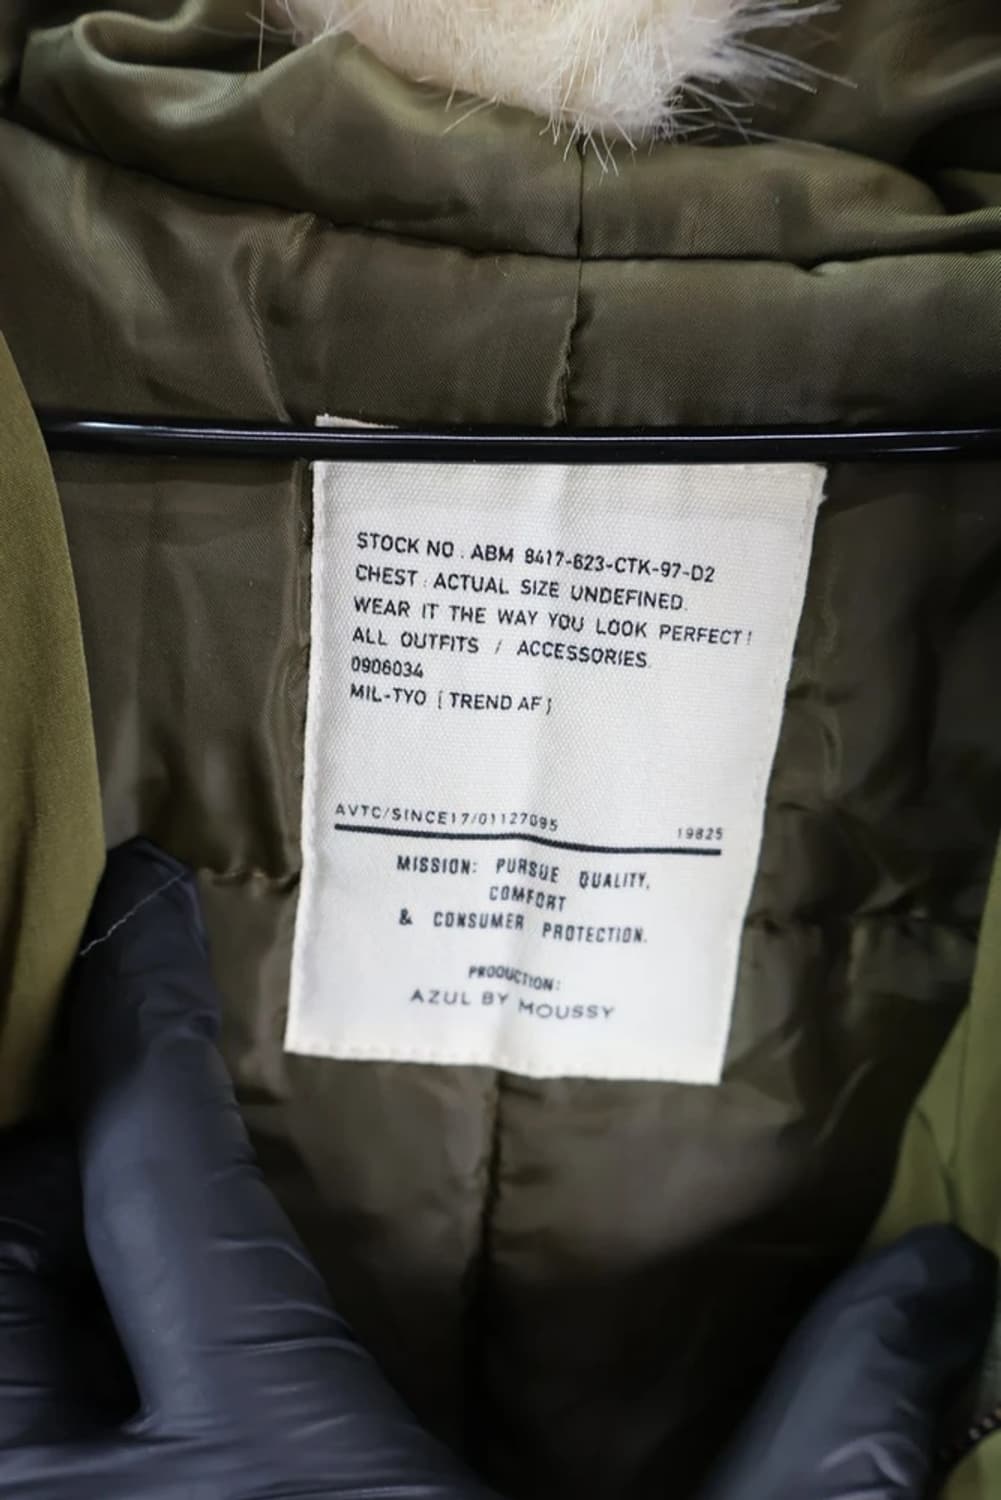 STOCK NO. ABM 8417-623-CTK-97-D2
CHEST: ACTUAL SIZE UNDEFINED.
WEAR IT THE WAY YOU LOOK PERFECT!
ALL OUTFITS / ACCESSORIES.
0906034
MIL-TYO [TREND AF]
AVTC/SINCE17/01127095 19825
MISSION: PURSUE QUALITY,
COMFORT
& CONSUMER PROTECTION.
PRODUCTION:
AZUL BY MOUSSY